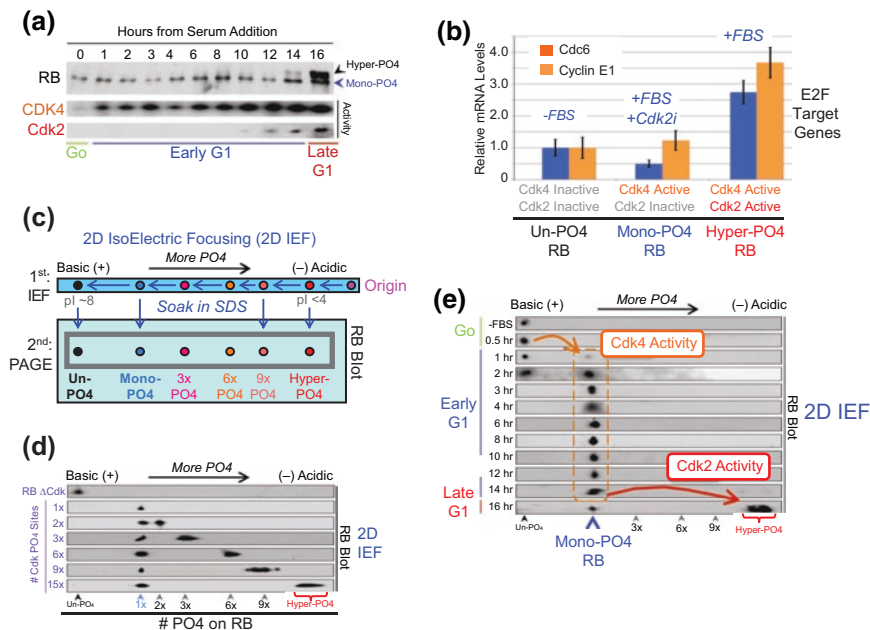 (a)
Hours from Serum Addition
0 1 2 3 4 6 8 10 12 14 16
RB
Hyper-PO4
Mono-PO4
CDK4
Cdk2
Activity
Go
Early G1
Late
G1
(b)
Relative mRNA Levels
4.0
3.0
2.0
1.0
Cdc6
Cyclin E1
-FBS
+FBS
+Cdk2i
+FBS
E2F
Target
Genes
Cdk4 Inactive
Cdk2 Inactive
Cdk4 Active
Cdk2 Inactive
Cdk4 Active
Cdk2 Active
Un-PO4
RB
Mono-PO4
RB
Hyper-PO4
RB
(c)
2D IsoElectric Focusing (2D IEF)
Basic (+)
More PO4
(–) Acidic
1st:
IEF
Origin
pI ~8
Soak in SDS
pI <4
2nd:
PAGE
Un-
PO4
Mono-
PO4
3x
PO4
6x
PO4
9x
PO4
Hyper-
PO4
RB Blot
(d)
Basic (+)
More PO4
(–) Acidic
RB ΔCdk
# Cdk PO4 Sites
1x
2x
3x
6x
9x
15x
RB Blot
2D
IEF
Un-PO4
1x 2x 3x 6x 9x
Hyper-PO4
# PO4 on RB
(e)
Basic (+)
More PO4
(–) Acidic
Go
-FBS
0.5 hr
Cdk4 Activity
Early
G1
1 hr
2 hr
3 hr
4 hr
6 hr
8 hr
10 hr
12 hr
Cdk2 Activity
Late
G1
14 hr
16 hr
RB Blot
2D IEF
Un-PO4
3x 6x 9x
Hyper-PO4
Mono-PO4
RB